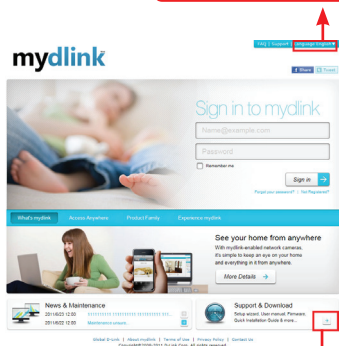 FAQ | Support | Language:English
mydlink
Share
Tweet
Sign in to mydlink
Name@example.com
Password
Remember me
Sign in
Forgot your password? | Not Registered?
What's mydlink Access Anywhere Product Family Experience mydlink
See your home from anywhere
With mydlink-enabled network cameras,
it's simple to keep an eye on your home
and everything in it from anywhere.
More Details
News & Maintenance
2011/6/23 12:00
2011/6/22 12:00
Support & Download
Setup wizard, User manual, Firmware,
Quick Installation Guide & more...
Global D-Link | About mydlink | Terms of Use | Privacy Policy | Contact us